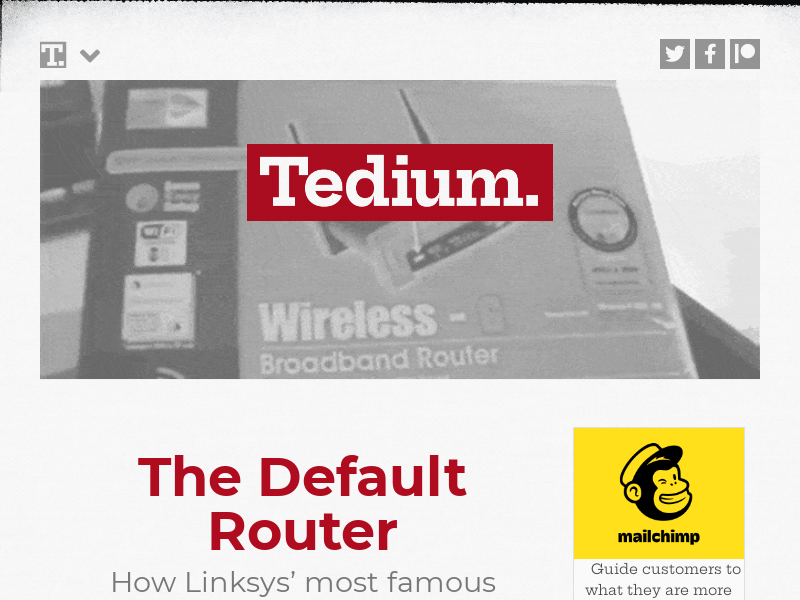 T.
Tedium.
WiFi
Wireless - G
Broadband Router
The Default
Router
How Linksys’ most famous
mailchimp
Guide customers to
what they are more